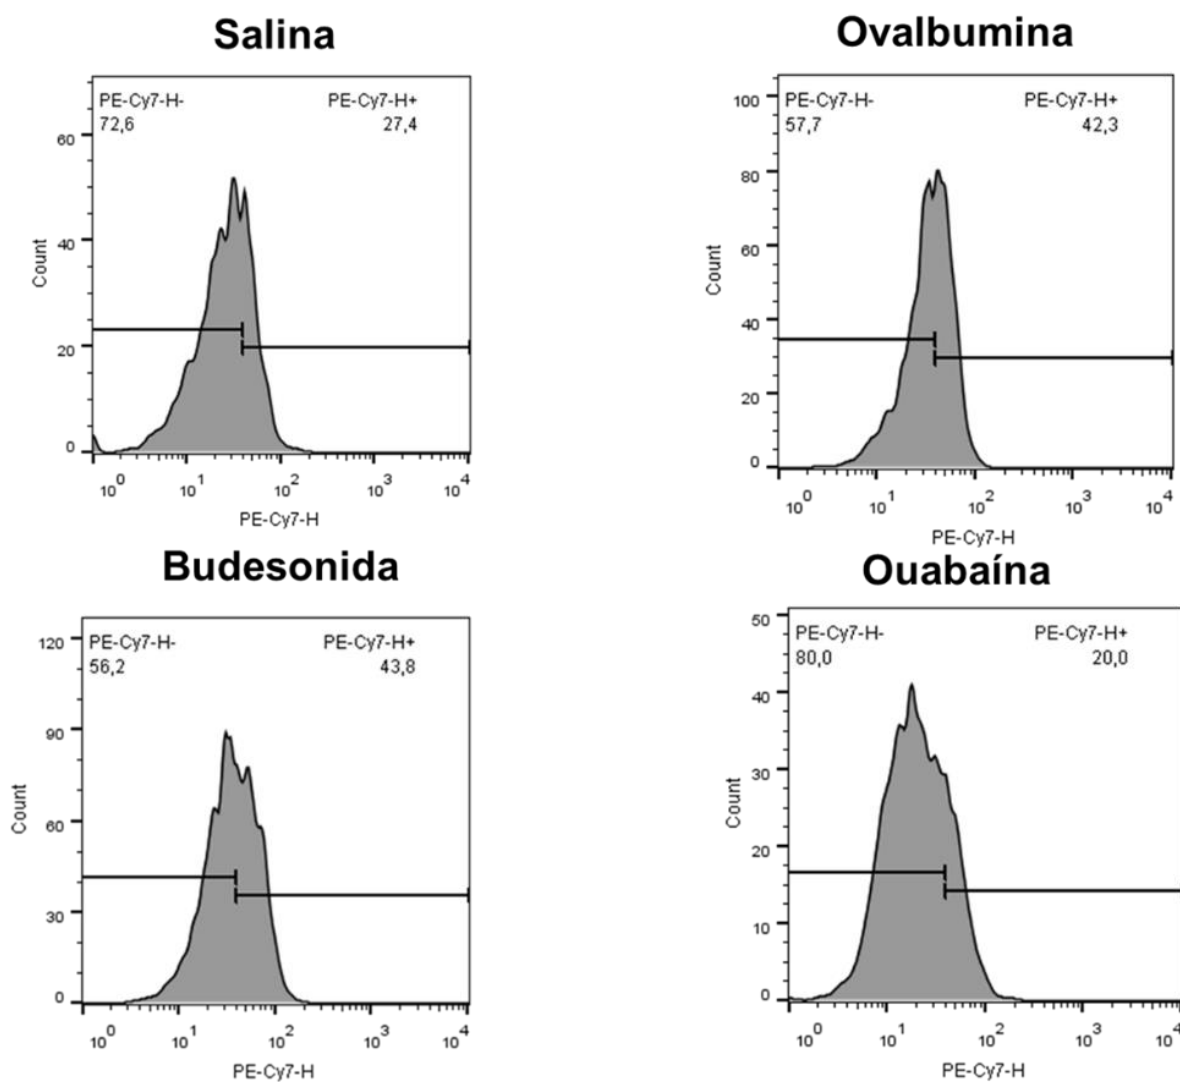 Salina
PE-Cy7-H-
PE-Cy7-H+
72,6
27,4
60
40
20
0
Count
10^0
10^1
10^2
10^3
10^4
PE-Cy7-H
Ovalbumina
PE-Cy7-H-
PE-Cy7-H+
57,7
42,3
100
80
60
40
20
0
Count
10^0
10^1
10^2
10^3
10^4
PE-Cy7-H
Budesonida
PE-Cy7-H-
PE-Cy7-H+
56,2
43,8
120
90
60
30
0
Count
10^0
10^1
10^2
10^3
10^4
PE-Cy7-H
Ouabaína
PE-Cy7-H-
PE-Cy7-H+
80,0
20,0
50
40
30
20
10
0
Count
10^0
10^1
10^2
10^3
10^4
PE-Cy7-H